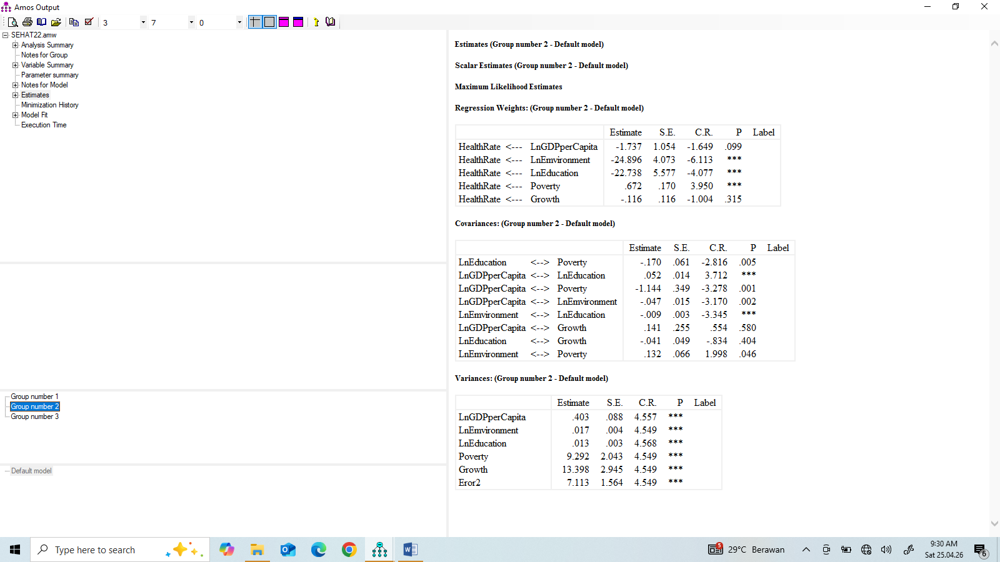 Amos Output
3 7 0
SEHAT22.amw
Analysis Summary
Notes for Group
Variable Summary
Parameter summary
Notes for Model
Estimates
Minimization History
Model Fit
Execution Time
Group number 1
Group number 2
Group number 3
Default model
Estimates (Group number 2 - Default model)
Scalar Estimates (Group number 2 - Default model)
Maximum Likelihood Estimates
Regression Weights: (Group number 2 - Default model)
Estimate S.E. C.R. P Label
HealthRate <--- LnGDPperCapita -1.737 1.054 -1.649 .099
HealthRate <--- LnEmvironment -24.896 4.073 -6.113 ***
HealthRate <--- LnEducation -22.738 5.577 -4.077 ***
HealthRate <--- Poverty .672 .170 3.950 ***
HealthRate <--- Growth -.116 .116 -1.004 .315
Covariances: (Group number 2 - Default model)
Estimate S.E. C.R. P Label
LnEducation <--> Poverty -.170 .061 -2.816 .005
LnGDPperCapita <--> LnEducation .052 .014 3.712 ***
LnGDPperCapita <--> Poverty -1.144 .349 -3.278 .001
LnGDPperCapita <--> LnEmvironment -.047 .015 -3.170 .002
LnEmvironment <--> LnEducation -.009 .003 -3.345 ***
LnGDPperCapita <--> Growth .141 .255 .554 .580
LnEducation <--> Growth -.041 .049 -.834 .404
LnEmvironment <--> Poverty .132 .066 1.998 .046
Variances: (Group number 2 - Default model)
Estimate S.E. C.R. P Label
LnGDPperCapita .403 .088 4.557 ***
LnEmvironment .017 .004 4.549 ***
LnEducation .013 .003 4.568 ***
Poverty 9.292 2.043 4.549 ***
Growth 13.398 2.945 4.549 ***
Eror2 7.113 1.564 4.549 ***
Type here to search
5
29°C Berawan
9:30 AM
Sat 25.04.26
6